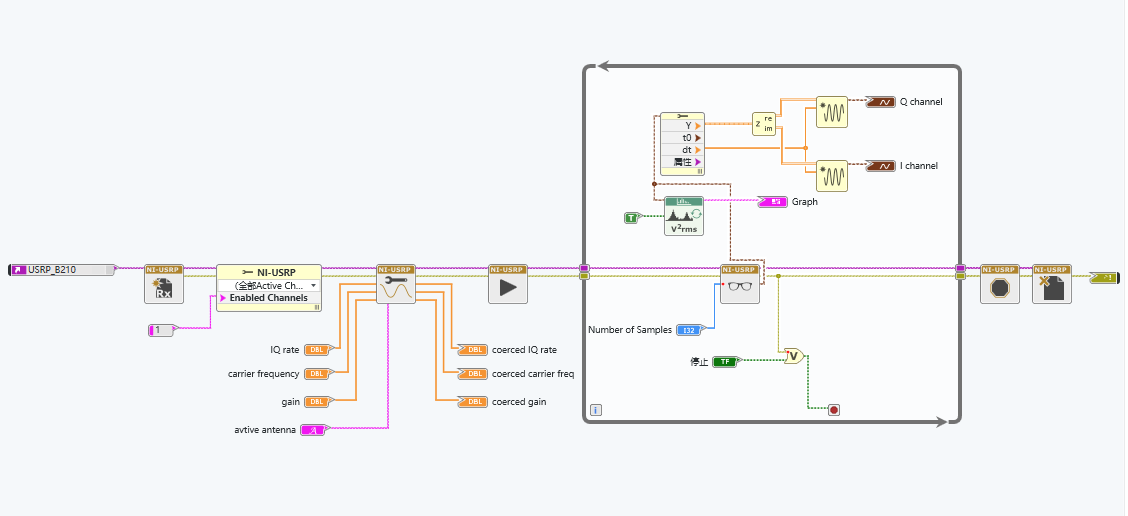 Q channel
Y
t0
dt
属性
z
re
im
I channel
T
V²rms
Graph
USRP_B210
NI-USRP
Rx
NI-USRP
(全部Active Ch...
Enabled Channels
NI-USRP
NI-USRP
NI-USRP
NI-USRP
NI-USRP
1
Number of Samples
I32
IQ rate
DBL
DBL
coerced IQ rate
carrier frequency
DBL
DBL
coerced carrier freq
gain
DBL
DBL
coerced gain
avtive antenna
停止
TF
V
i